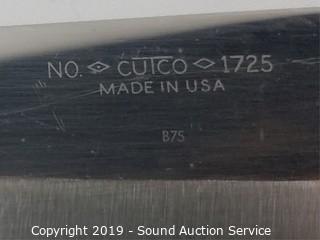 NO. <> CUTCO <> 1725
MADE IN USA
B75
Copyright 2019 - Sound Auction Service